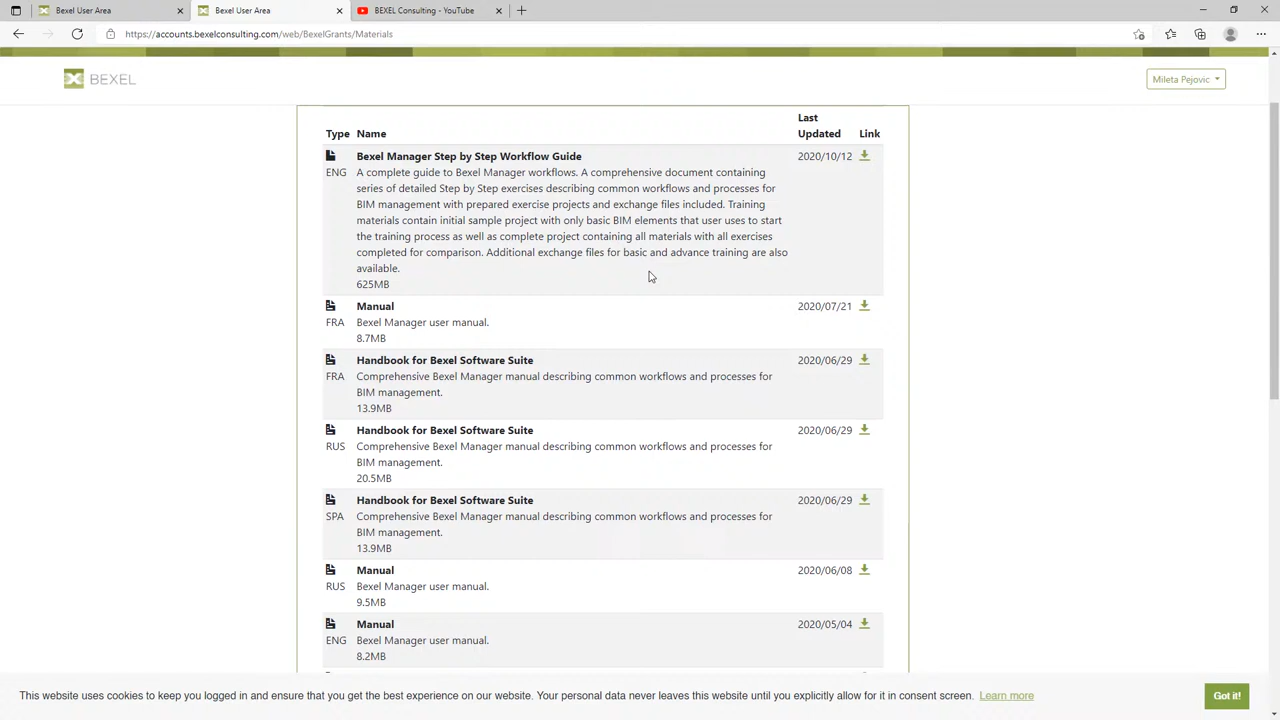 Bexel User Area
Bexel User Area
BEXEL Consulting - YouTube
https://accounts.bexelconsulting.com/web/BexelGrants/Materials
BEXEL
Mileta Pejovic
Type Name Last Updated Link
Bexel Manager Step by Step Workflow Guide 2020/10/12
ENG A complete guide to Bexel Manager workflows. A comprehensive document containing
series of detailed Step by Step exercises describing common workflows and processes for
BIM management with prepared exercise projects and exchange files included. Training
materials contain initial sample project with only basic BIM elements that user uses to start
the training process as well as complete project containing all materials with all exercises
completed for comparison. Additional exchange files for basic and advance training are also
available.
625MB
Manual 2020/07/21
FRA Bexel Manager user manual.
8.7MB
Handbook for Bexel Software Suite 2020/06/29
FRA Comprehensive Bexel Manager manual describing common workflows and processes for
BIM management.
13.9MB
Handbook for Bexel Software Suite 2020/06/29
RUS Comprehensive Bexel Manager manual describing common workflows and processes for
BIM management.
20.5MB
Handbook for Bexel Software Suite 2020/06/29
SPA Comprehensive Bexel Manager manual describing common workflows and processes for
BIM management.
13.9MB
Manual 2020/06/08
RUS Bexel Manager user manual.
9.5MB
Manual 2020/05/04
ENG Bexel Manager user manual.
8.2MB
This website uses cookies to keep you logged in and ensure that you get the best experience on our website. Your personal data never leaves this website until you explicitly allow for it in consent screen. Learn more Got it!